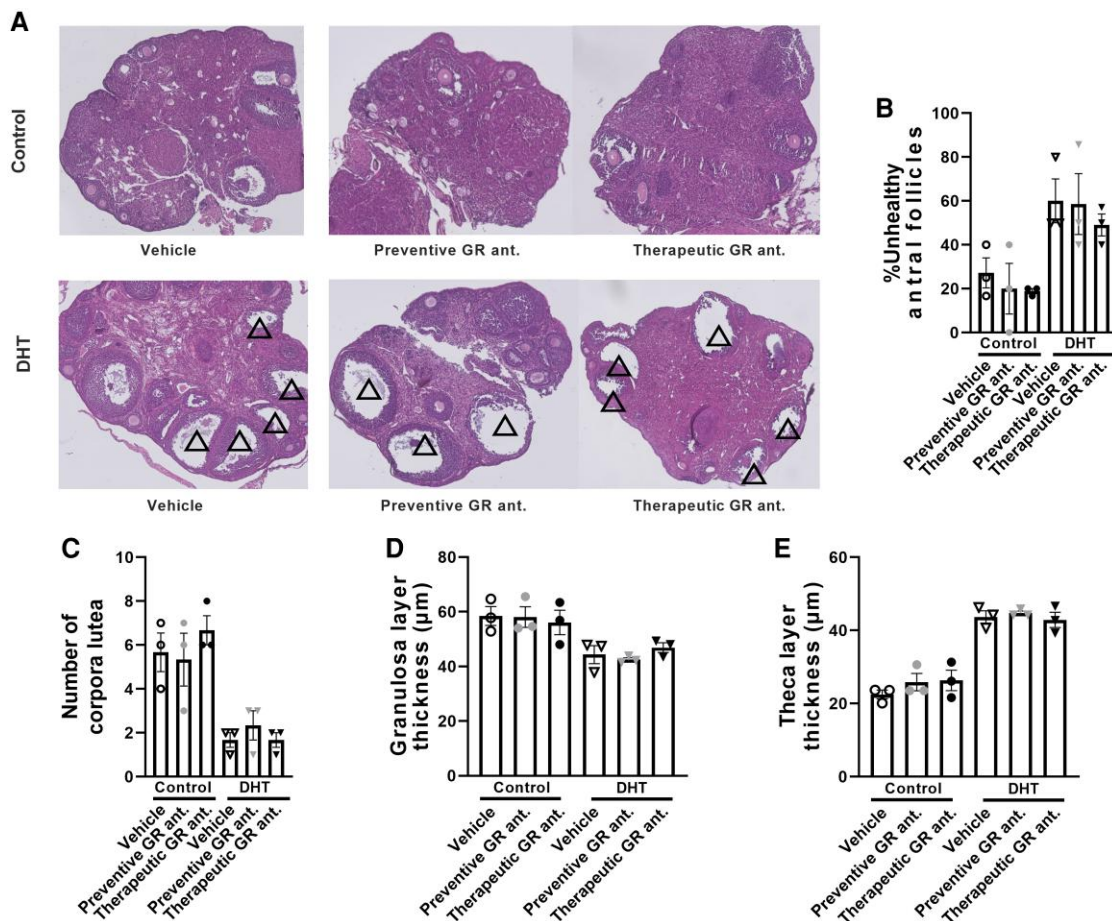 A
Control
Vehicle
Preventive GR ant.
Therapeutic GR ant.
DHT
Vehicle
Preventive GR ant.
Therapeutic GR ant.
B
%Unhealthy
antral follicles
100
80
60
40
20
0
Control
DHT
Vehicle
Preventive GR ant.
Therapeutic GR ant.
Vehicle
Preventive GR ant.
Therapeutic GR ant.
C
Number of
corpora lutea
10
8
6
4
2
0
Control
DHT
Vehicle
Preventive GR ant.
Therapeutic GR ant.
Vehicle
Preventive GR ant.
Therapeutic GR ant.
D
Granulosa layer
thickness (µm)
80
60
40
20
0
Control
DHT
Vehicle
Preventive GR ant.
Therapeutic GR ant.
Vehicle
Preventive GR ant.
Therapeutic GR ant.
E
Theca layer
thickness (µm)
60
40
20
0
Control
DHT
Vehicle
Preventive GR ant.
Therapeutic GR ant.
Vehicle
Preventive GR ant.
Therapeutic GR ant.